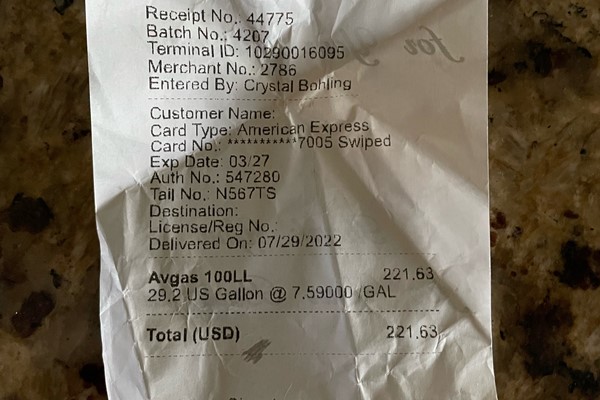 Receipt No.: 44775
Batch No.: 4207
Terminal ID: 10290016095
Merchant No.: 2786
Entered By: Crystal Bohling
Customer Name:
Card Type: American Express
Card No.: ***********7005 Swiped
Exp Date: 03/27
Auth No.: 547280
Tail No.: N567TS
Destination:
License/Reg No.:
Delivered On: 07/29/2022
Avgas 100LL 221.63
29.2 US Gallon @ 7.59000 /GAL
Total (USD) 221.63
for